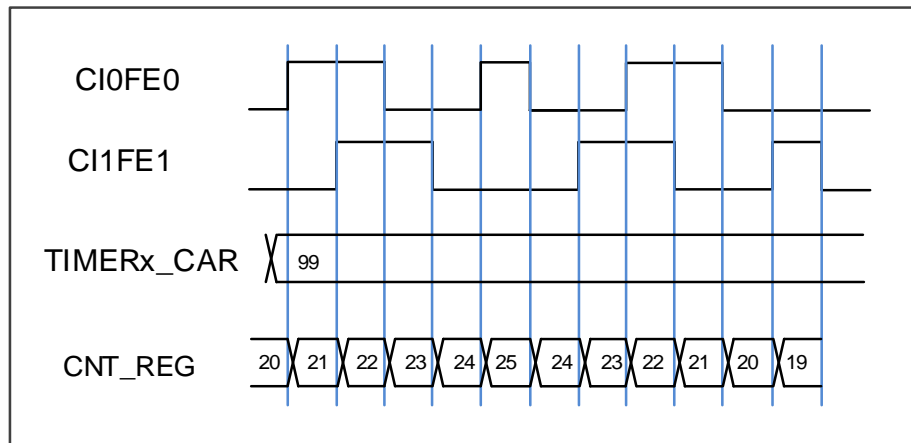 CI0FE0
CI1FE1
TIMERx_CAR 99
CNT_REG 20 21 22 23 24 25 24 23 22 21 20 19